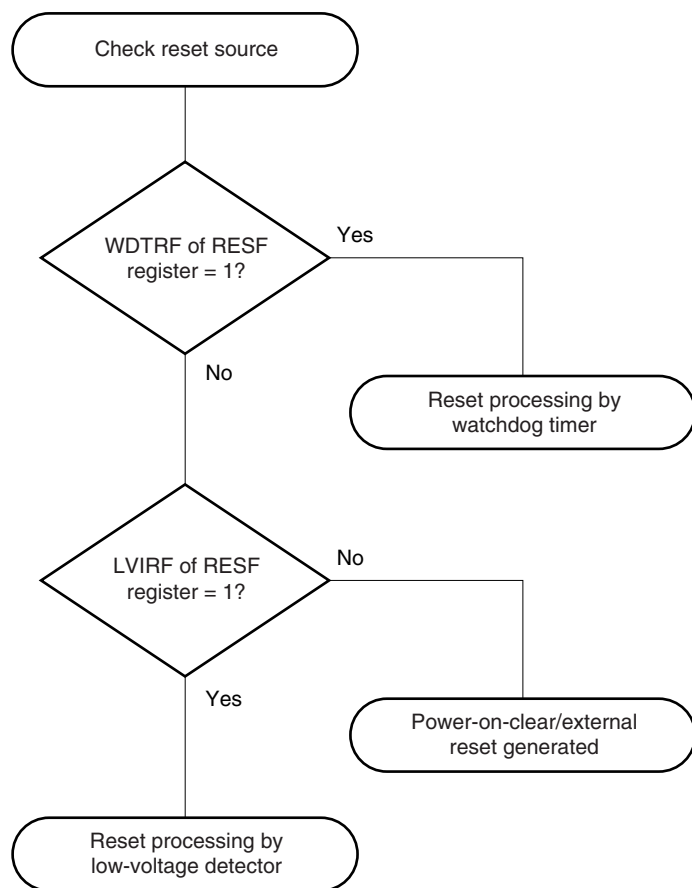 Check reset source
WDTRF of RESF
register = 1?
Yes
No
Reset processing by
watchdog timer
LVIRF of RESF
register = 1?
No
Yes
Power-on-clear/external
reset generated
Reset processing by
low-voltage detector